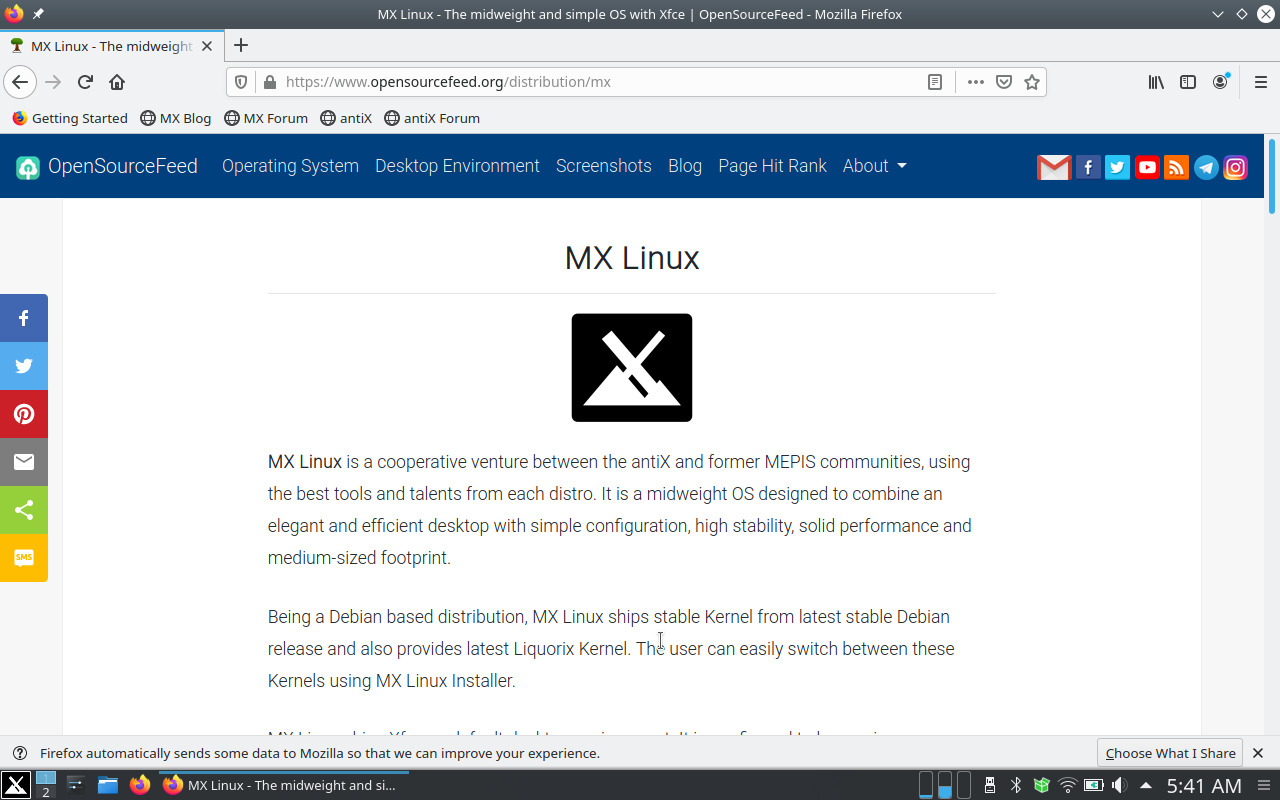 MX Linux - The midweight and simple OS with Xfce | OpenSourceFeed - Mozilla Firefox
MX Linux - The midweight
https://www.opensourcefeed.org/distribution/mx
Getting Started MX Blog MX Forum antiX antiX Forum
OpenSourceFeed Operating System Desktop Environment Screenshots Blog Page Hit Rank About
MX Linux
MX Linux is a cooperative venture between the antiX and former MEPIS communities, using
the best tools and talents from each distro. It is a midweight OS designed to combine an
elegant and efficient desktop with simple configuration, high stability, solid performance and
medium-sized footprint.
SMS
Being a Debian based distribution, MX Linux ships stable Kernel from latest stable Debian
release and also provides latest Liquorix Kernel. The user can easily switch between these
Kernels using MX Linux Installer.
Firefox automatically sends some data to Mozilla so that we can improve your experience. Choose What I Share
1
2
MX Linux - The midweight and si... 5:41 AM